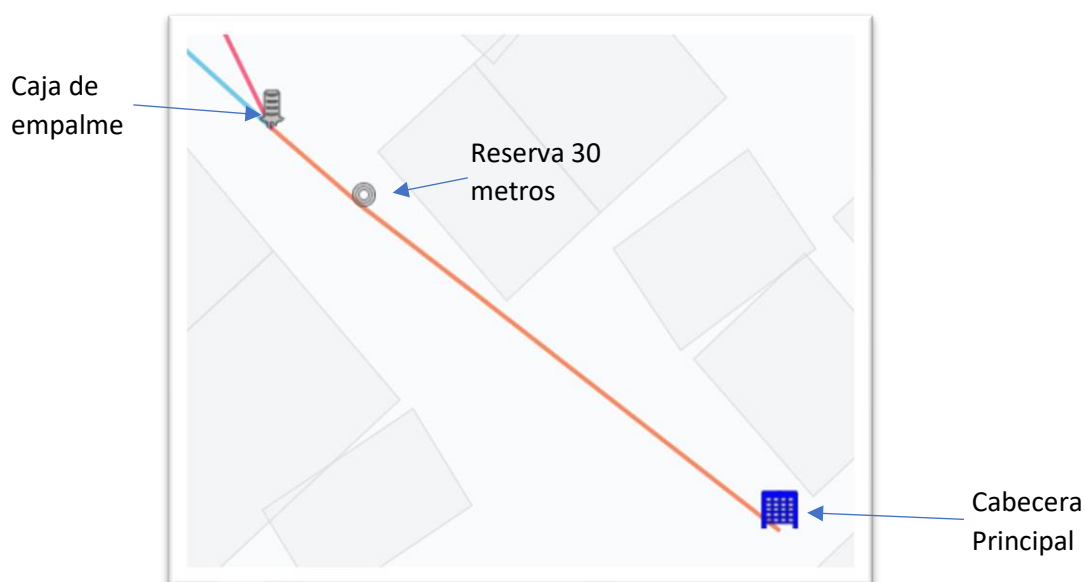 Caja de
empalme
Reserva 30
metros
Cabecera
Principal